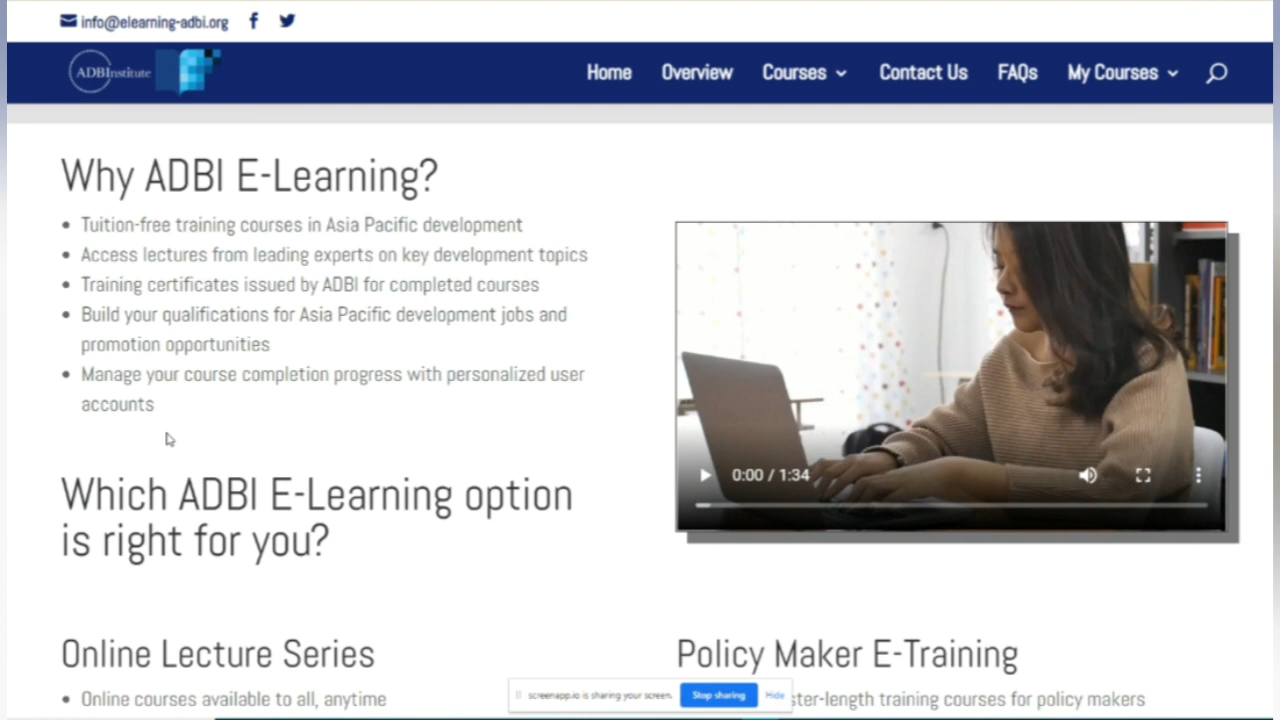 info@elearning-adbi.org
ADBInstitute
Home Overview Courses Contact Us FAQs My Courses
Why ADBI E-Learning?
Tuition-free training courses in Asia Pacific development
Access lectures from leading experts on key development topics
Training certificates issued by ADBI for completed courses
Build your qualifications for Asia Pacific development jobs and
promotion opportunities
Manage your course completion progress with personalized user
accounts
0:00 / 1:34
Which ADBI E-Learning option
is right for you?
Online Lecture Series
Online courses available to all, anytime
Policy Maker E-Training
ster-length training courses for policy makers
screenapp.io is sharing your screen. Stop sharing Hide